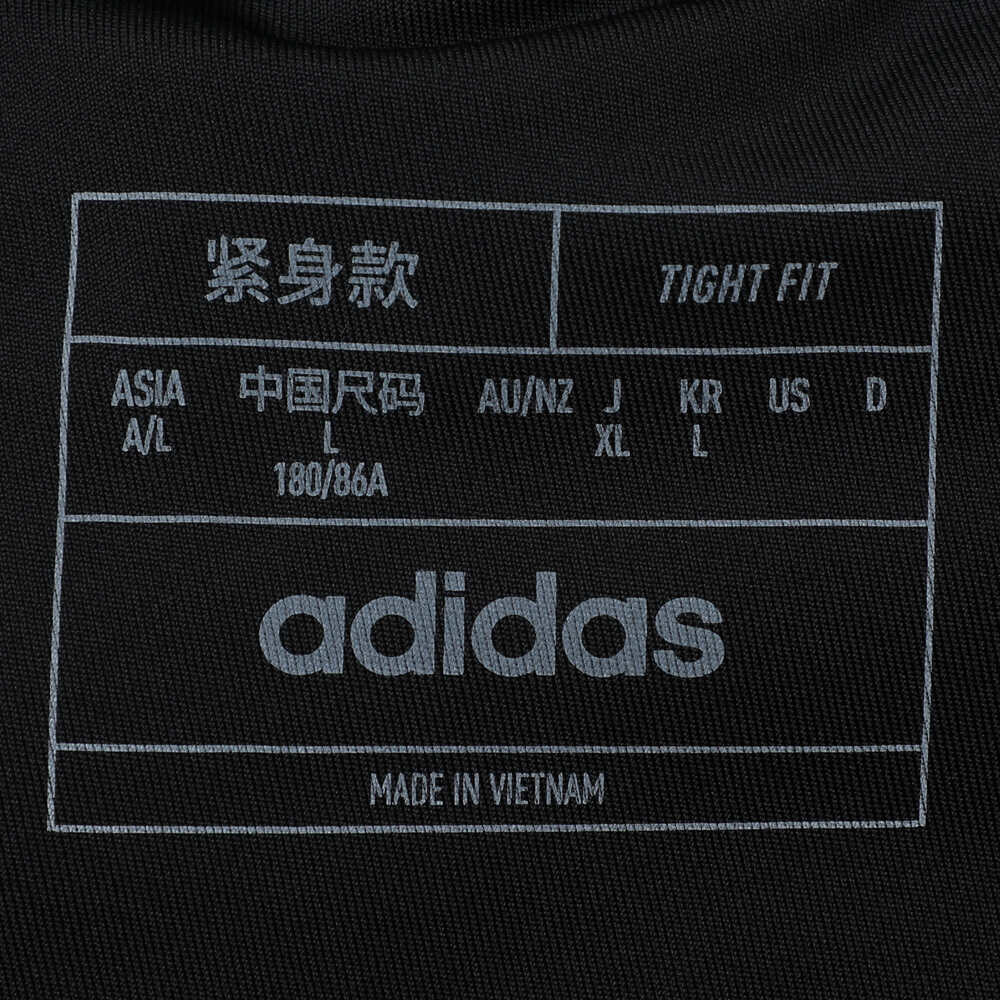 紧身款 TIGHT FIT
ASIA 中国尺码 AU/NZ J KR US D
A/L L XL L
180/86A
adidas
MADE IN VIETNAM